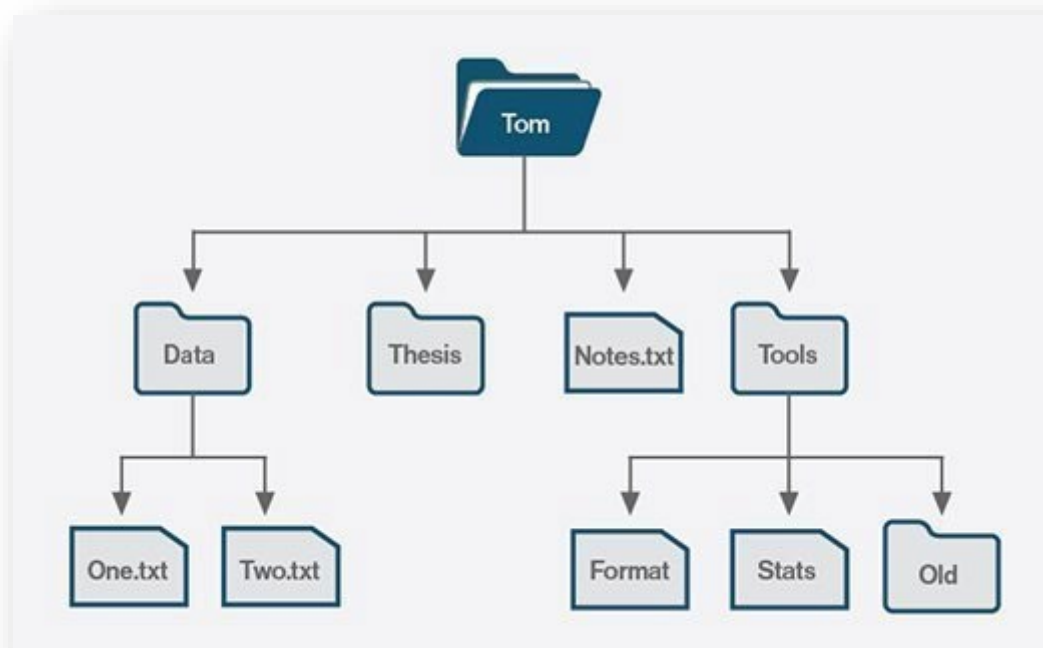 Tom
Data
Thesis
Notes.txt
Tools
One.txt
Two.txt
Format
Stats
Old